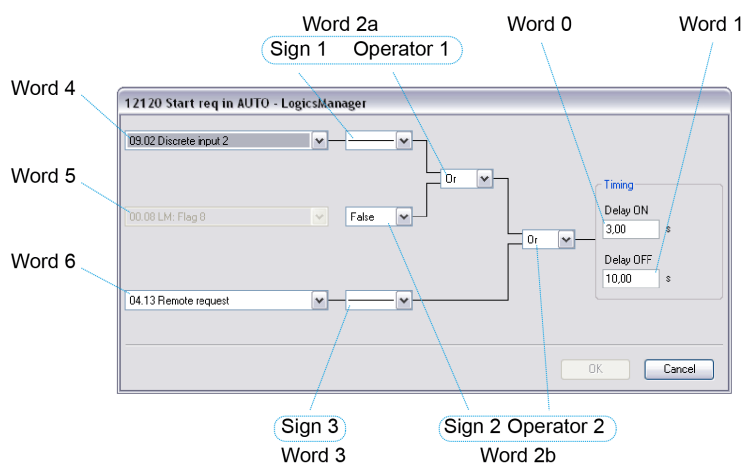 Word 2a
Word 0
Word 1
Sign 1 Operator 1
Word 4
12120 Start req in AUTO - LogicsManager
09.02 Discrete input 2
Word 5
Or
Timing
00.08 LM: Flag 8
False
Delay ON
3,00 s
Or
Word 6
Delay OFF
10,00 s
04.13 Remote request
OK
Cancel
Sign 3
Sign 2 Operator 2
Word 3
Word 2b